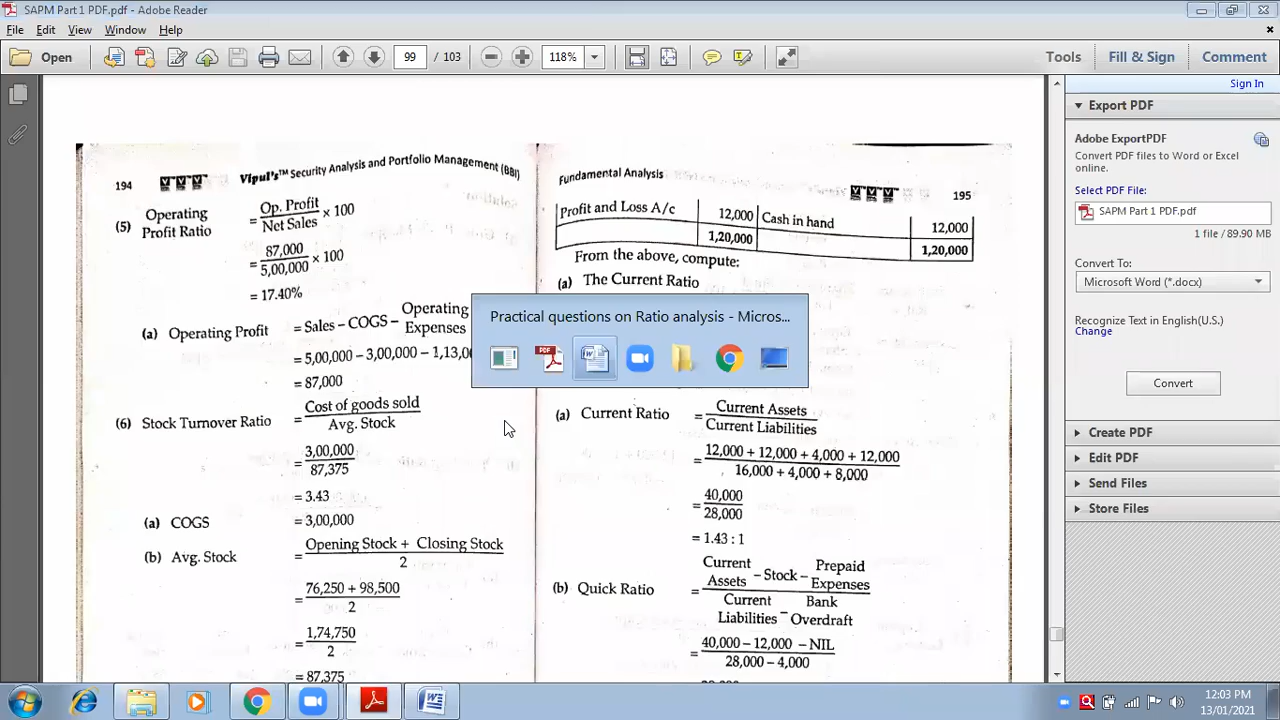 SAPM Part 1 PDF.pdf - Adobe Reader
File Edit View Window Help
Open 99 / 103 118% Tools Fill & Sign Comment
Sign In
Export PDF
Adobe ExportPDF
Convert PDF files to Word or Excel
online.
Select PDF File:
SAPM Part 1 PDF.pdf
1 file / 89.90 MB
Convert To:
Microsoft Word (*.docx)
Recognize Text in English(U.S.)
Change
Convert
Create PDF
Edit PDF
Send Files
Store Files
194 Vipul's™ Security Analysis and Portfolio Management (BBI)
(5) Operating
Profit Ratio
= Op. Profit
Net Sales × 100
= 87,000
5,00,000 × 100
= 17.40%
(a) Operating Profit = Sales – COGS – Operating
Expenses
= 5,00,000 – 3,00,000 – 1,13,0
= 87,000
(6) Stock Turnover Ratio = Cost of goods sold
Avg. Stock
= 3,00,000
87,375
= 3.43
(a) COGS = 3,00,000
(b) Avg. Stock = Opening Stock + Closing Stock
2
= 76,250 + 98,500
2
= 1,74,750
2
= 87,375
Fundamental Analysis 195
Profit and Loss A/c 12,000 Cash in hand 12,000
1,20,000 1,20,000
From the above, compute:
(a) The Current Ratio
Practical questions on Ratio analysis - Micros...
(a) Current Ratio = Current Assets
Current Liabilities
= 12,000 + 12,000 + 4,000 + 12,000
16,000 + 4,000 + 8,000
= 40,000
28,000
= 1.43 : 1
(b) Quick Ratio = Current
Assets – Stock – Prepaid
Expenses
Current
Liabilities – Bank
Overdraft
= 40,000 – 12,000 – NIL
28,000 – 4,000
12:03 PM
13/01/2021